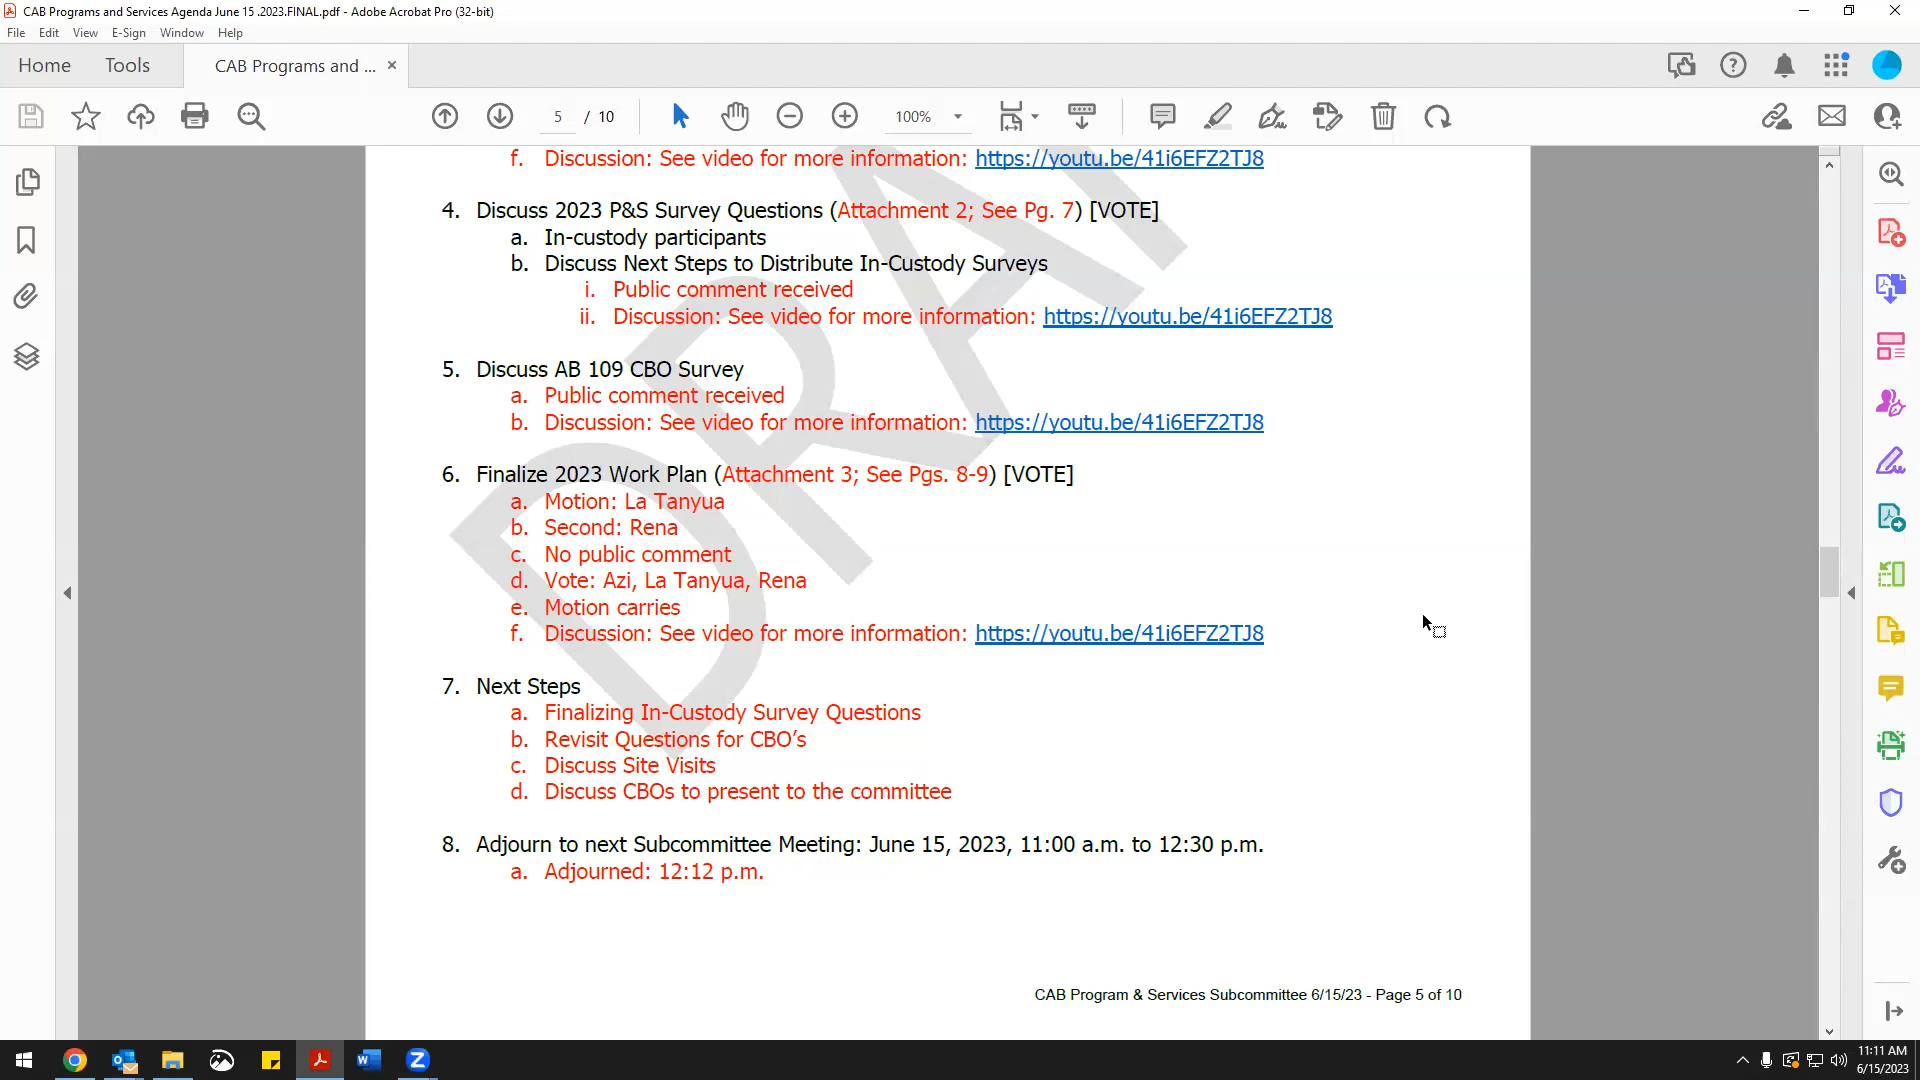 CAB Programs and Services Agenda June 15 .2023.FINAL.pdf - Adobe Acrobat Pro (32-bit)
File Edit View E-Sign Window Help
Home Tools CAB Programs and ... ×
5 / 10 100%
f. Discussion: See video for more information: https://youtu.be/41i6EFZ2TJ8
4. Discuss 2023 P&S Survey Questions (Attachment 2; See Pg. 7) [VOTE]
a. In-custody participants
b. Discuss Next Steps to Distribute In-Custody Surveys
i. Public comment received
ii. Discussion: See video for more information: https://youtu.be/41i6EFZ2TJ8
5. Discuss AB 109 CBO Survey
a. Public comment received
b. Discussion: See video for more information: https://youtu.be/41i6EFZ2TJ8
6. Finalize 2023 Work Plan (Attachment 3; See Pgs. 8-9) [VOTE]
a. Motion: La Tanyua
b. Second: Rena
c. No public comment
d. Vote: Azi, La Tanyua, Rena
e. Motion carries
f. Discussion: See video for more information: https://youtu.be/41i6EFZ2TJ8
7. Next Steps
a. Finalizing In-Custody Survey Questions
b. Revisit Questions for CBO's
c. Discuss Site Visits
d. Discuss CBOs to present to the committee
8. Adjourn to next Subcommittee Meeting: June 15, 2023, 11:00 a.m. to 12:30 p.m.
a. Adjourned: 12:12 p.m.
CAB Program & Services Subcommittee 6/15/23 - Page 5 of 10
11:11 AM
6/15/2023